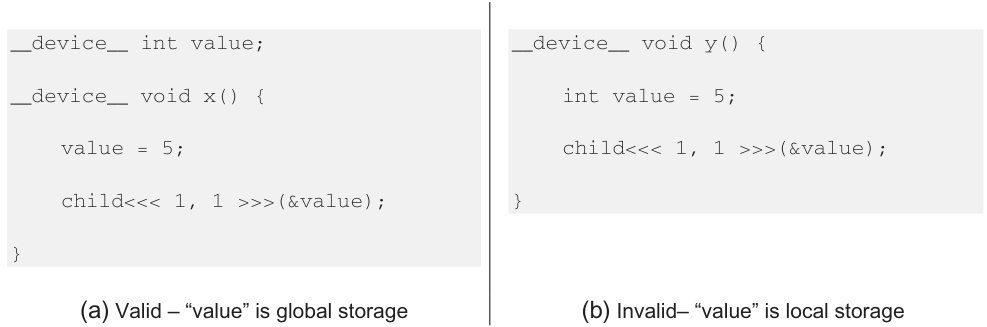 __device__ int value;
__device__ void x() {
value = 5;
child<<< 1, 1 >>>(&value);
}
(a) Valid – “value” is global storage
__device__ void y() {
int value = 5;
child<<< 1, 1 >>>(&value);
}
(b) Invalid– “value” is local storage